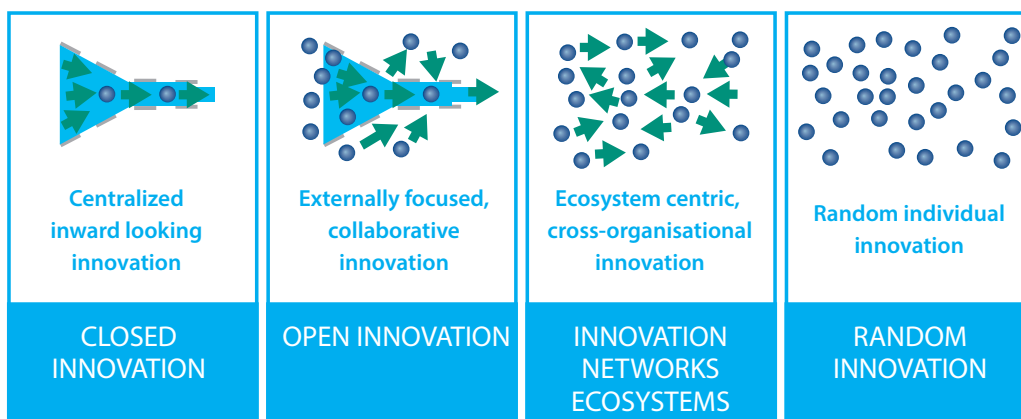 Centralized
inward looking
innovation
CLOSED
INNOVATION
Externally focused,
collaborative
innovation
OPEN INNOVATION
Ecosystem centric,
cross-organisational
innovation
INNOVATION
NETWORKS
ECOSYSTEMS
Random individual
innovation
RANDOM
INNOVATION